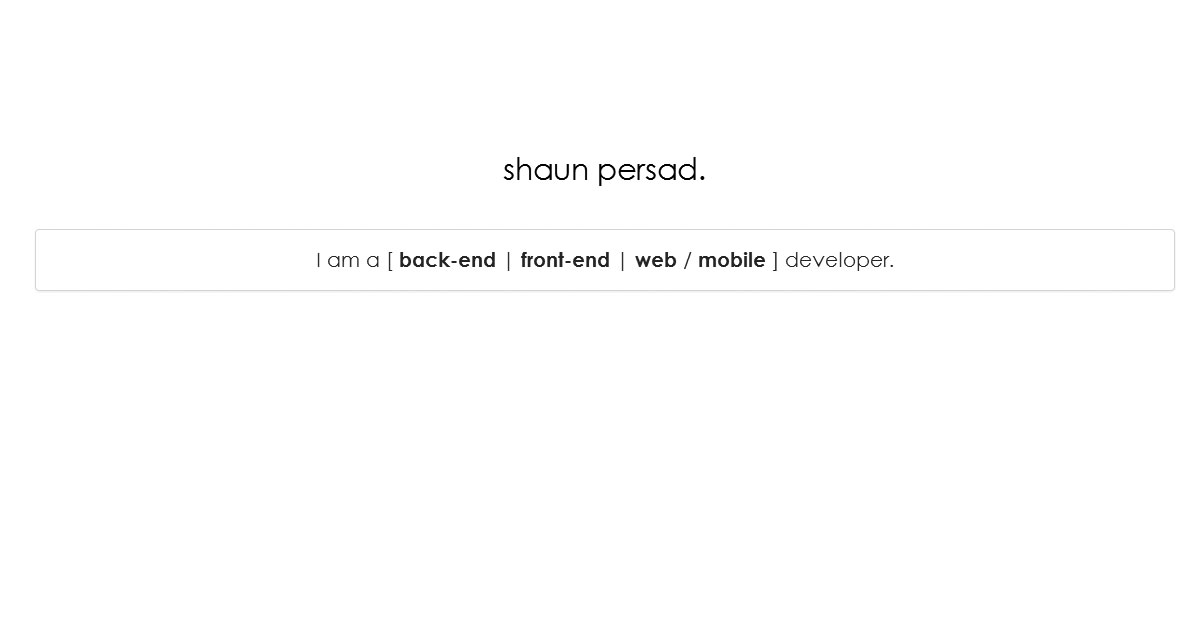 shaun persad.
I am a [ back-end | front-end | web / mobile ] developer.